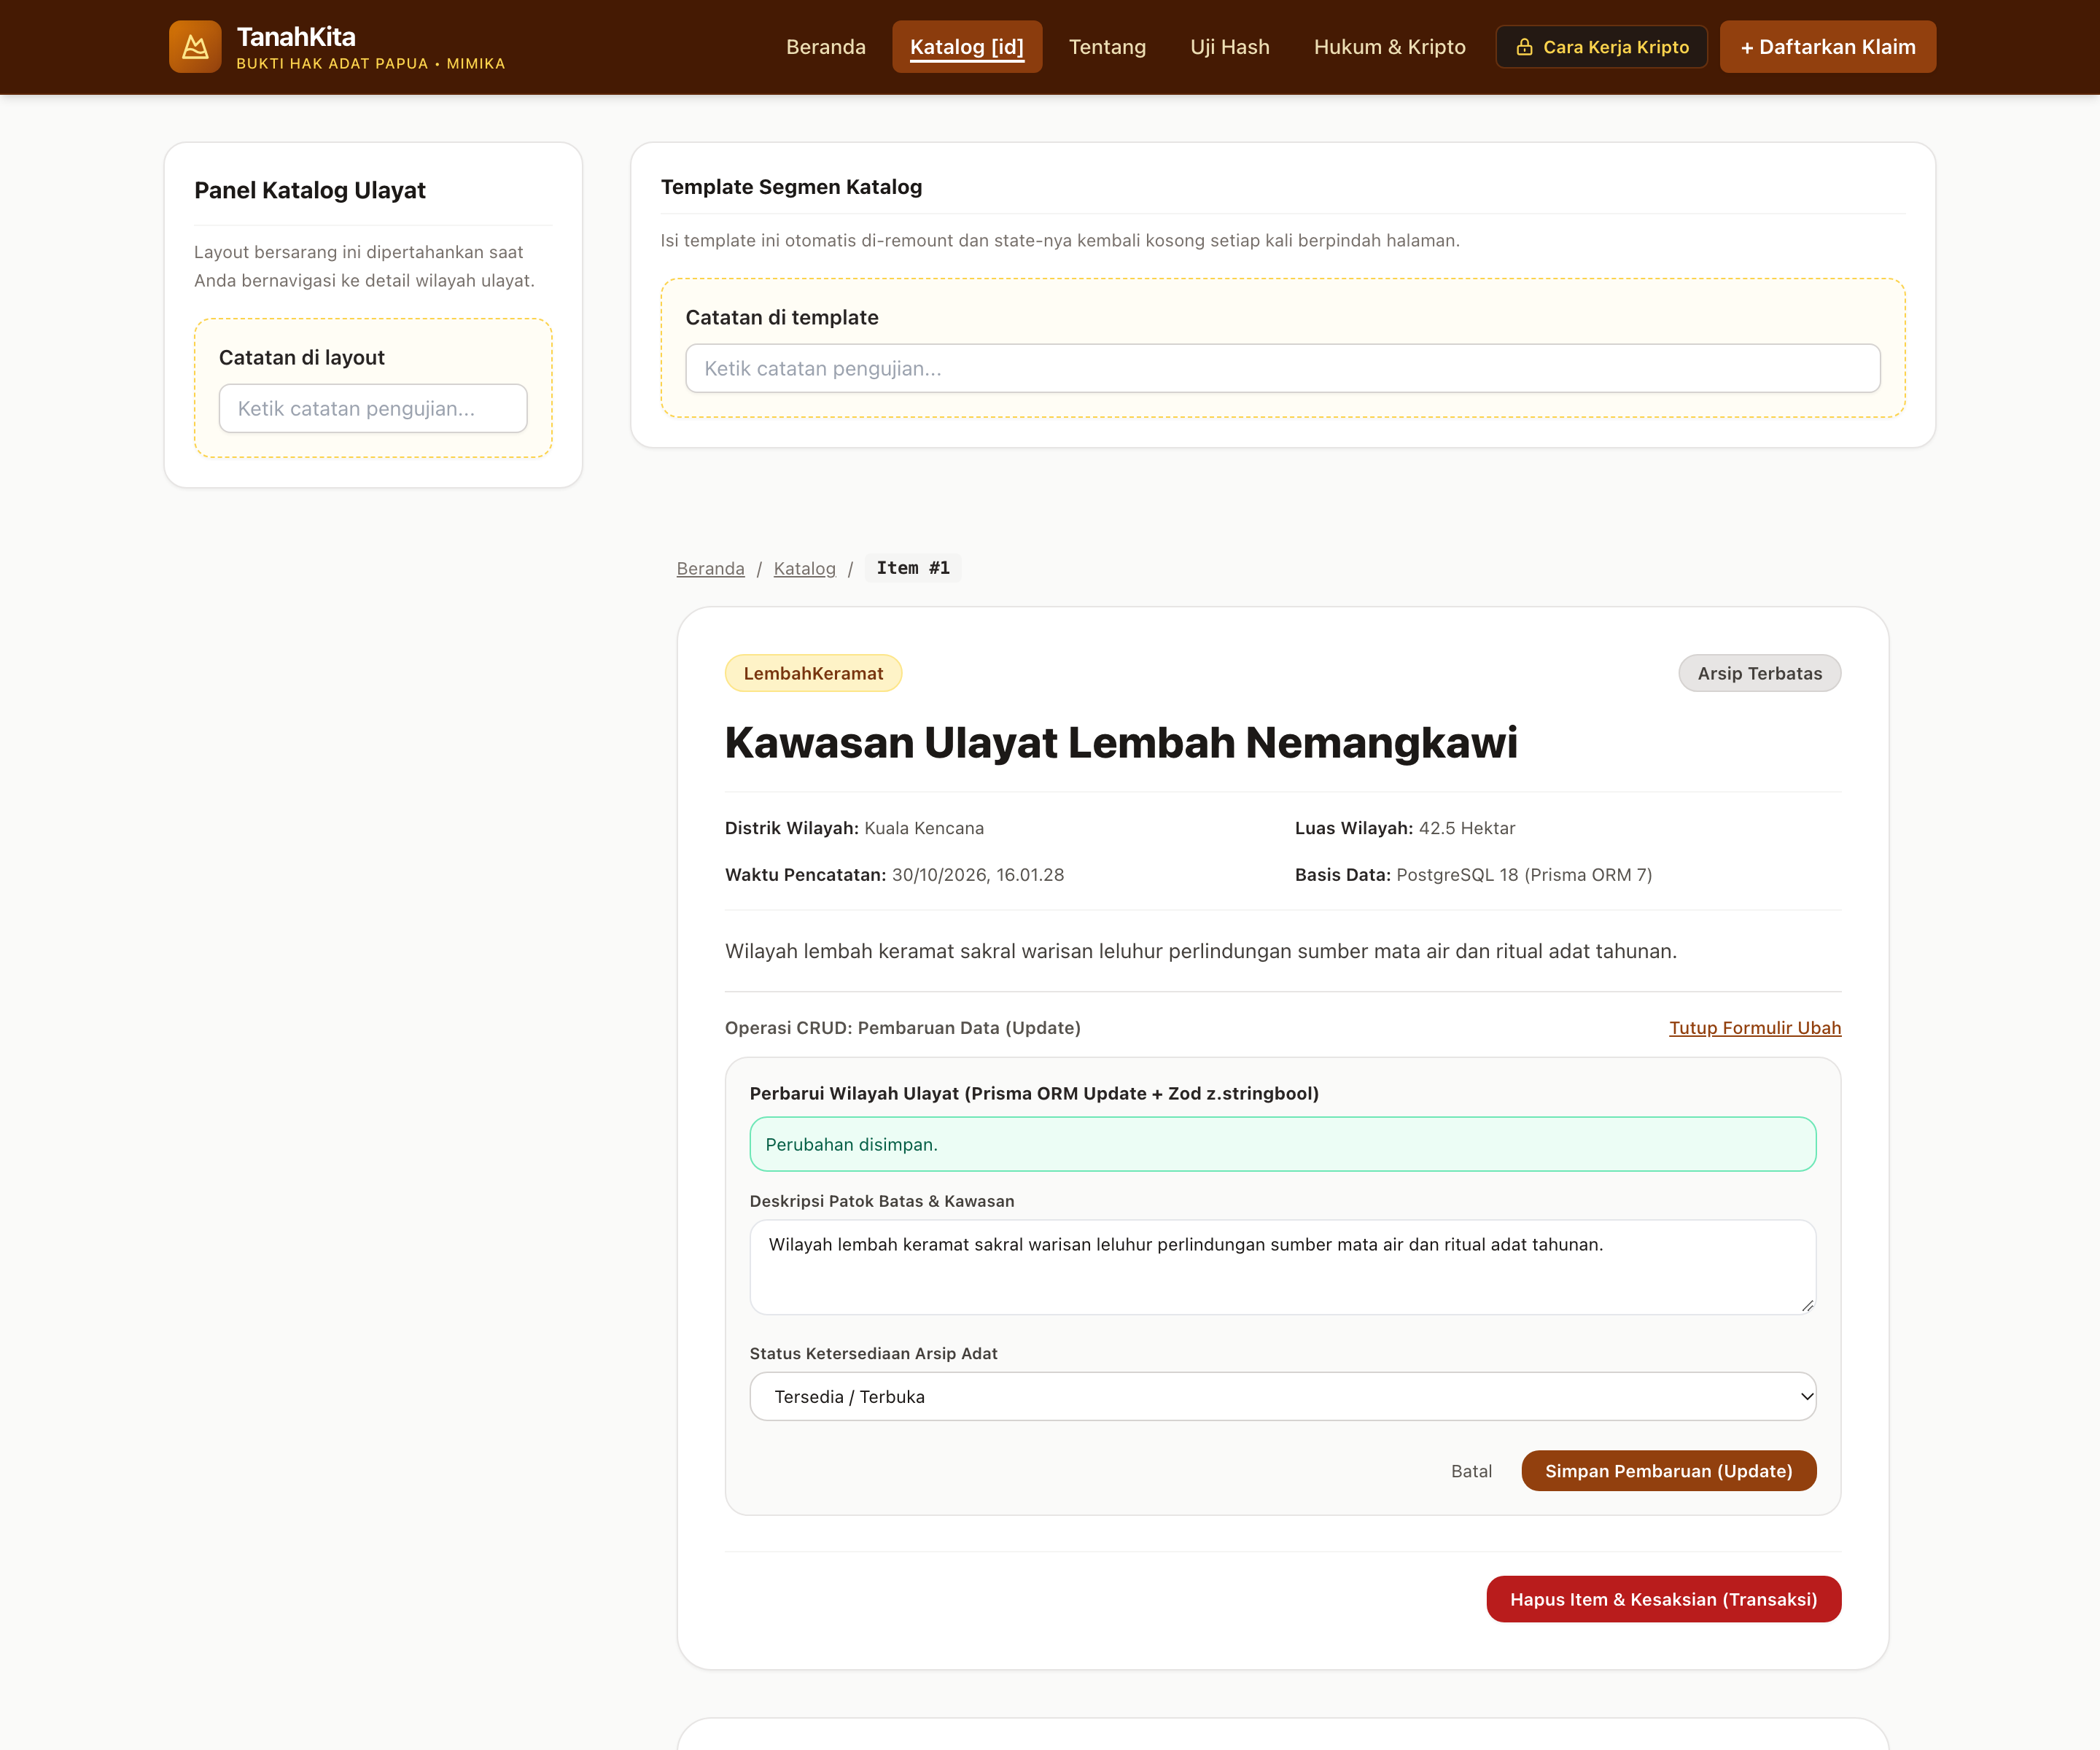 TanahKita
BUKTI HAK ADAT PAPUA • MIMIKA
Beranda
Katalog [id]
Tentang
Uji Hash
Hukum & Kripto
Cara Kerja Kripto
+ Daftarkan Klaim
Panel Katalog Ulayat
Layout bersarang ini dipertahankan saat
Anda bernavigasi ke detail wilayah ulayat.
Catatan di layout
Ketik catatan pengujian...
Template Segmen Katalog
Isi template ini otomatis di-remount dan state-nya kembali kosong setiap kali berpindah halaman.
Catatan di template
Ketik catatan pengujian...
Beranda / Katalog / Item #1
LembahKeramat
Arsip Terbatas
Kawasan Ulayat Lembah Nemangkawi
Distrik Wilayah: Kuala Kencana
Luas Wilayah: 42.5 Hektar
Waktu Pencatatan: 30/10/2026, 16.01.28
Basis Data: PostgreSQL 18 (Prisma ORM 7)
Wilayah lembah keramat sakral warisan leluhur perlindungan sumber mata air dan ritual adat tahunan.
Operasi CRUD: Pembaruan Data (Update)
Tutup Formulir Ubah
Perbarui Wilayah Ulayat (Prisma ORM Update + Zod z.stringbool)
Perubahan disimpan.
Deskripsi Patok Batas & Kawasan
Wilayah lembah keramat sakral warisan leluhur perlindungan sumber mata air dan ritual adat tahunan.
Status Ketersediaan Arsip Adat
Tersedia / Terbuka
Batal
Simpan Pembaruan (Update)
Hapus Item & Kesaksian (Transaksi)